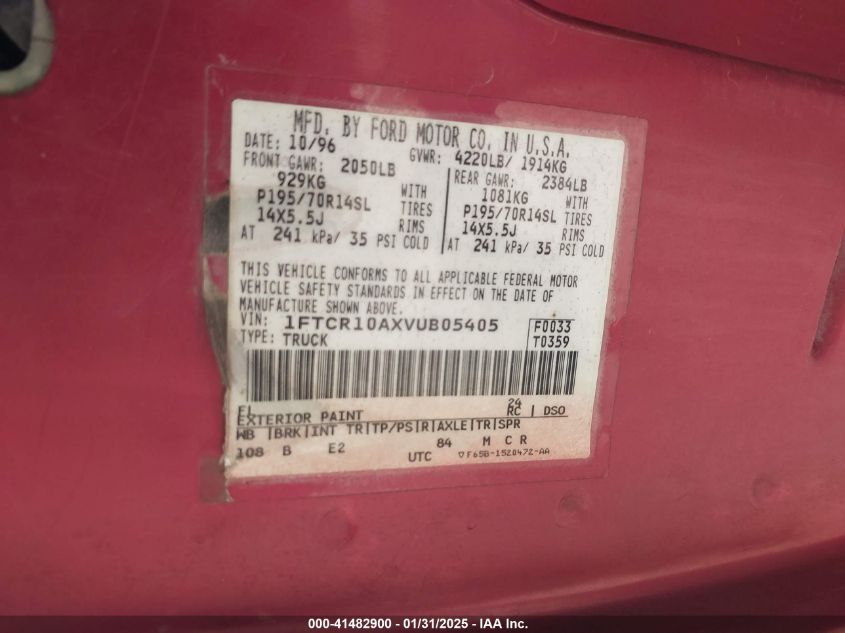 MFD. BY FORD MOTOR CO. IN U.S.A.
DATE: 10/96 GVWR: 4220LB/ 1914KG
FRONT GAWR: 2050LB REAR GAWR: 2384LB
929KG WITH 1081KG WITH
P195/70R14SL TIRES P195/70R14SL TIRES
14X5.5J RIMS 14X5.5J RIMS
AT 241 kPa/ 35 PSI COLD AT 241 kPa/ 35 PSI COLD
THIS VEHICLE CONFORMS TO ALL APPLICABLE FEDERAL MOTOR
VEHICLE SAFETY STANDARDS IN EFFECT ON THE DATE OF
MANUFACTURE SHOWN ABOVE.
VIN: 1FTCR10AXVUB05405 F0033
TYPE: TRUCK T0359
EXTERIOR PAINT 24 RC DSO
WB BRK INT TR TP/PS R AXLE TR SPR
108 B E2 84 M C R
UTC ▽F65B-1520472-AA
000-41482900 - 01/31/2025 - IAA Inc.